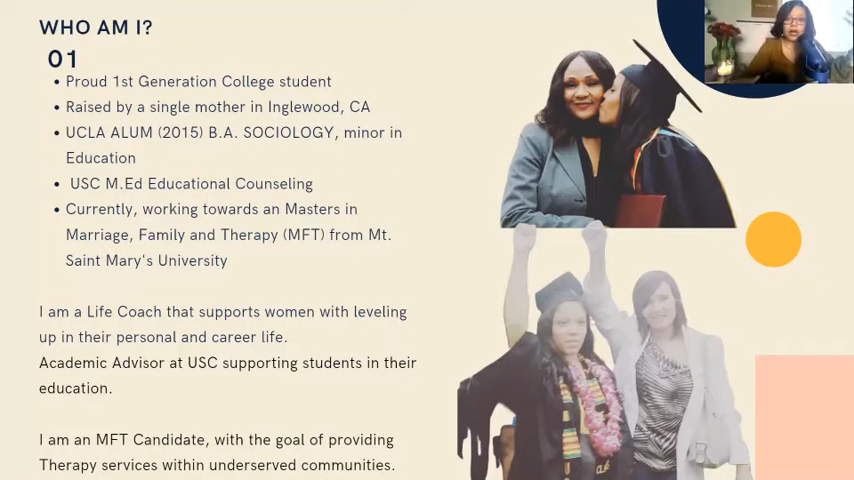 WHO AM I?
01
• Proud 1st Generation College student
• Raised by a single mother in Inglewood, CA
• UCLA ALUM (2015) B.A. SOCIOLOGY, minor in
Education
• USC M.Ed Educational Counseling
• Currently, working towards an Masters in
Marriage, Family and Therapy (MFT) from Mt.
Saint Mary's University
I am a Life Coach that supports women with leveling
up in their personal and career life.
Academic Advisor at USC supporting students in their
education.
I am an MFT Candidate, with the goal of providing
Therapy services within underserved communities.